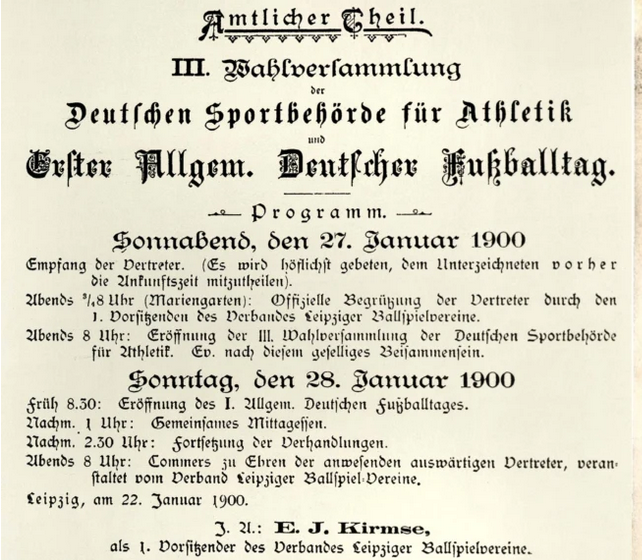 Amtlicher Theil.
III. Wahlversammlung
der
Deutschen Sportbehörde für Athletik
und
Erster Allgem. Deutscher Fußballtag.
Programm.
Sonnabend, den 27. Januar 1900
Empfang der Vertreter. (Es wird höflichst gebeten, dem Unterzeichneten vorher
die Ankunftszeit mitzutheilen).
Abends ¾8 Uhr (Mariengarten): Offizielle Begrüßung der Vertreter durch den
1. Vorsitzenden des Verbandes Leipziger Ballspielvereine.
Abends 8 Uhr: Eröffnung der III. Wahlversammlung der Deutschen Sportbehörde
für Athletik. Ev. nach diesem geselliges Beisammensein.
Sonntag, den 28. Januar 1900
Früh 8.30: Eröffnung des I. Allgem. Deutschen Fußballtages.
Nachm. 1 Uhr: Gemeinsames Mittagessen.
Nachm. 2.30 Uhr: Fortsetzung der Verhandlungen.
Abends 8 Uhr: Commers zu Ehren der anwesenden auswärtigen Vertreter, veran-
staltet vom Verband Leipziger Ballspiel-Vereine.
Leipzig, am 22. Januar 1900.
J. A.: E. J. Kirmse,
als 1. Vorsitzender des Verbandes Leipziger Ballspielvereine.